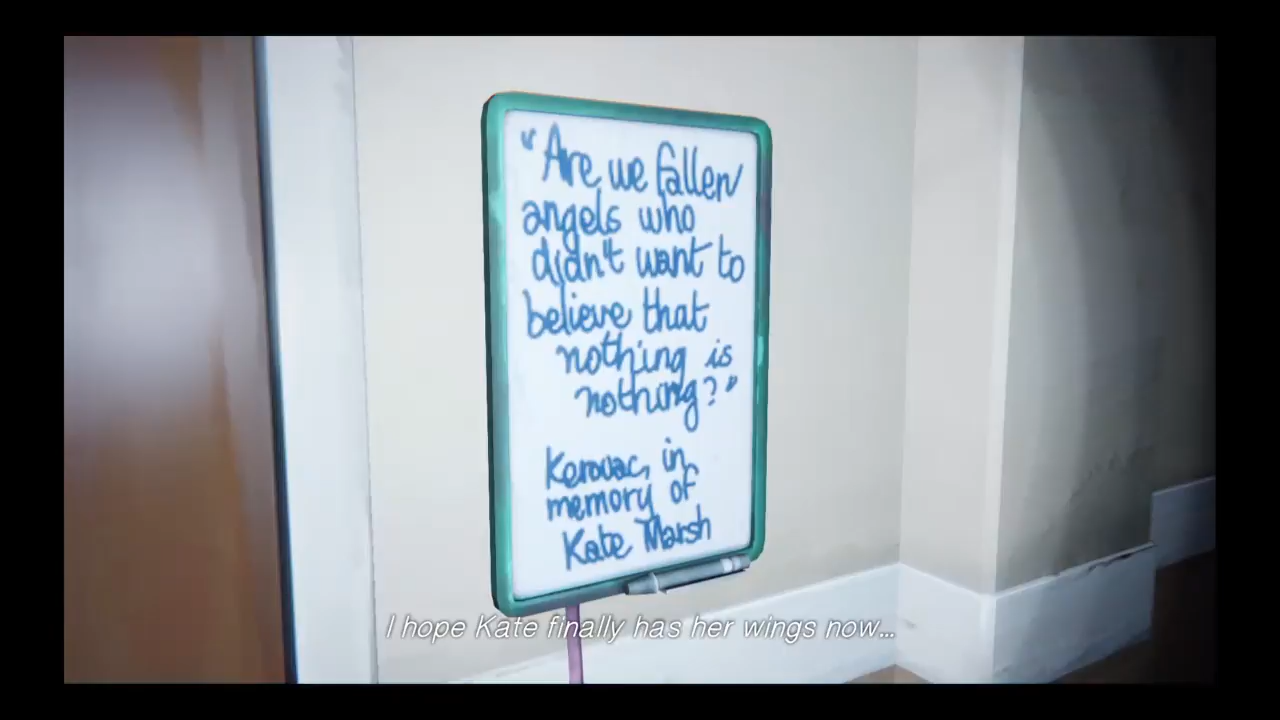 "Are we fallen
angels who
didn't want to
believe that
nothing is
nothing?"
Kerouac, in
memory of
Kate Marsh
I hope Kate finally has her wings now...